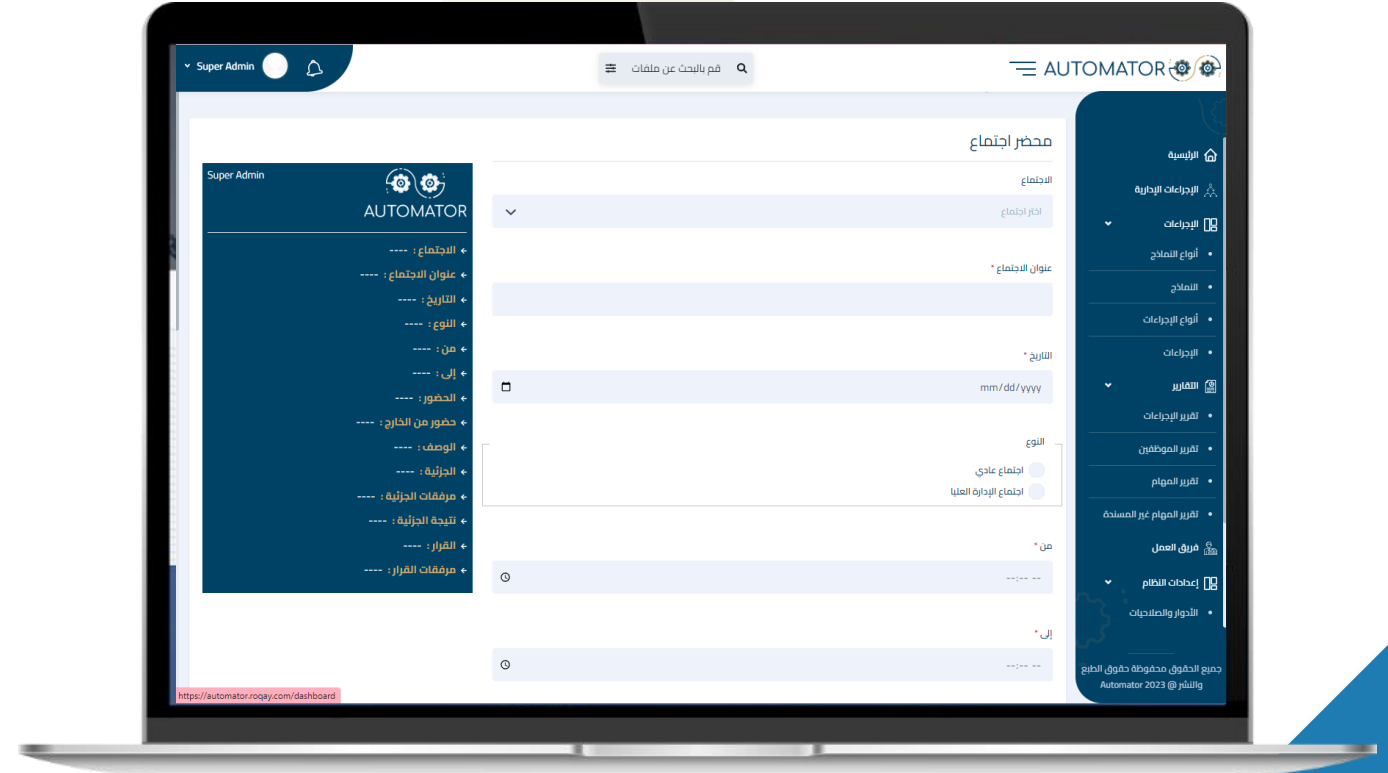 AUTOMATOR
قم بالبحث عن ملفات
Super Admin
الرئيسية
الإجراءات الإدارية
الإجراءات
أنواع النماذج
النماذج
أنواع الإجراءات
الإجراءات
التقارير
تقرير الإجراءات
تقرير الموظفين
تقرير المهام
تقرير المهام غير المسندة
فريق العمل
إعدادات النظام
الأدوار والصلاحيات
جميع الحقوق محفوظة حقوق الطبع
والنشر @ Automator 2023
محضر اجتماع
الاجتماع
اختر اجتماع
عنوان الاجتماع *
التاريخ *
mm/dd/yyyy
النوع
اجتماع عادي
اجتماع الإدارة العليا
من *
--:-- --
إلى *
--:-- --
Super Admin
AUTOMATOR
الاجتماع : ----
عنوان الاجتماع : ----
التاريخ : ----
النوع : ----
من : ----
إلى : ----
الحضور : ----
حضور من الخارج : ----
الوصف : ----
الجزئية : ----
مرفقات الجزئية : ----
نتيجة الجزئية : ----
القرار : ----
مرفقات القرار : ----
https://automator.roqay.com/dashboard